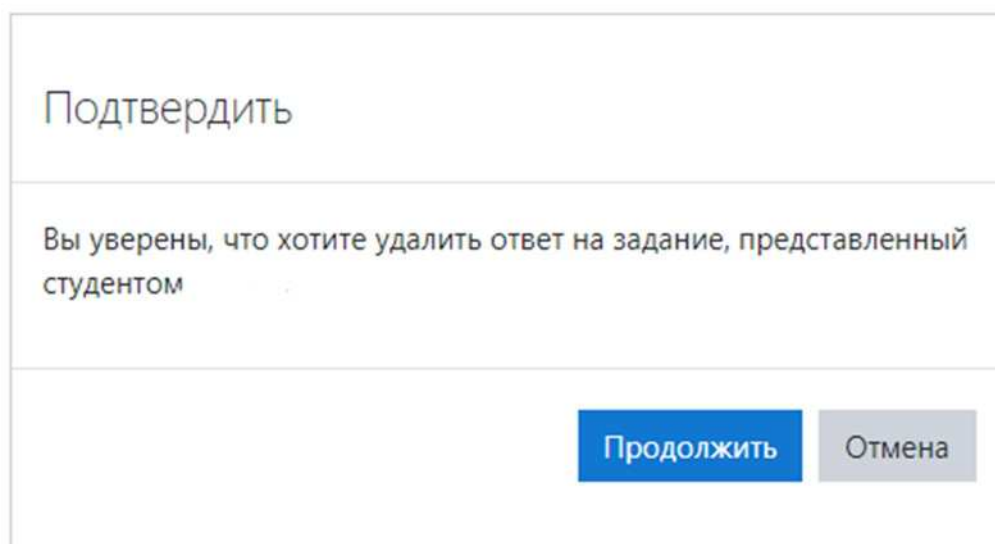 Подтвердить
Вы уверены, что хотите удалить ответ на задание, представленный
студентом
Продолжить Отмена